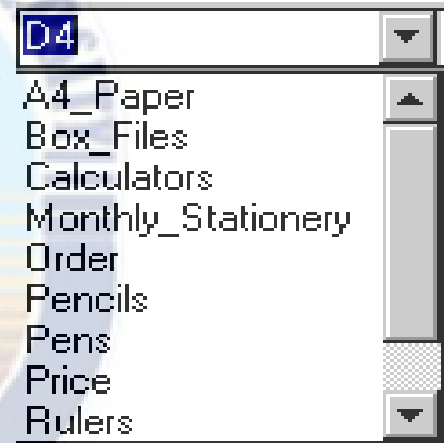 D4
A4_Paper
Box_Files
Calculators
Monthly_Stationery
Order
Pencils
Pens
Price
Rulers